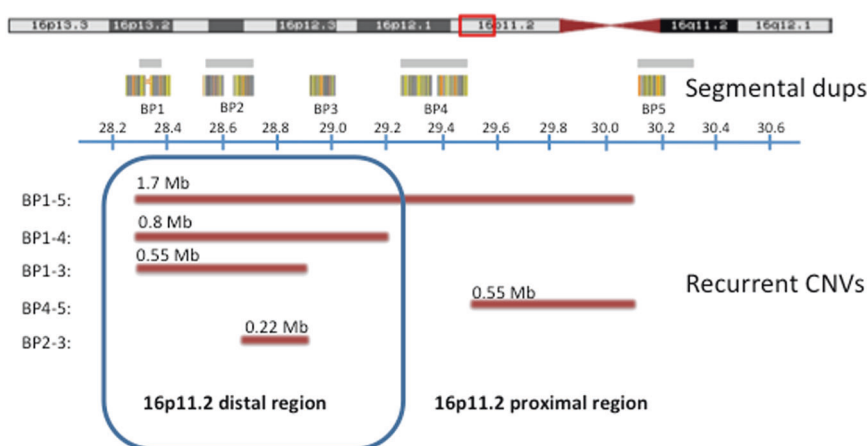 16p13.3 16p13.2 16p12.3 16p12.1 16p11.2 16q11.2 16q12.1
Segmental dups
BP1 BP2 BP3 BP4 BP5
28.2 28.4 28.6 28.8 29.0 29.2 29.4 29.6 29.8 30.0 30.2 30.4 30.6
BP1-5: 1.7 Mb
BP1-4: 0.8 Mb
BP1-3: 0.55 Mb
Recurrent CNVs
BP4-5: 0.55 Mb
BP2-3: 0.22 Mb
16p11.2 distal region 16p11.2 proximal region